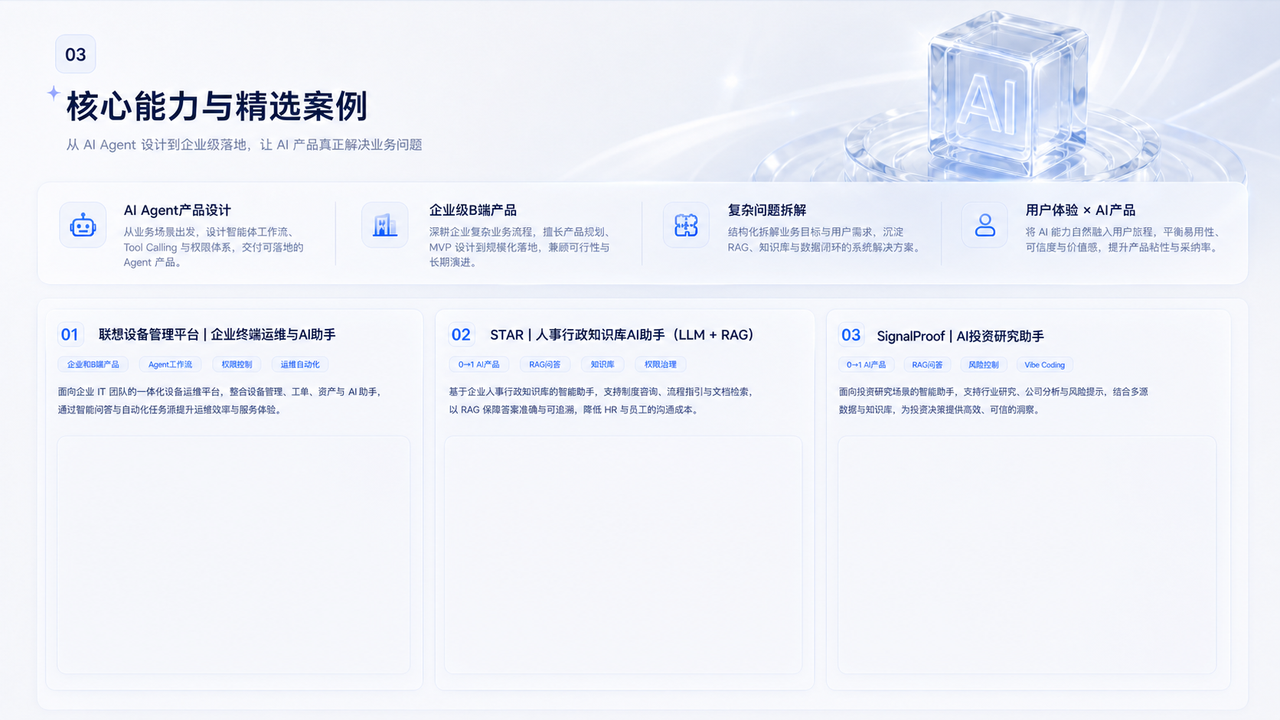 03
核心能力与精选案例
从 AI Agent 设计到企业级落地，让 AI 产品真正解决业务问题
AI
AI Agent产品设计
从业务场景出发，设计智能体工作流、
Tool Calling 与权限体系，交付可落地的
Agent 产品。
企业级B端产品
深耕企业复杂业务流程，擅长产品规划、
MVP 设计到规模化落地，兼顾可行性与
长期演进。
复杂问题拆解
结构化拆解业务目标与用户需求，沉淀
RAG、知识库与数据闭环的系统解决方案。
用户体验 × AI产品
将 AI 能力自然融入用户旅程，平衡易用性、
可信度与价值感，提升产品粘性与采纳率。
01 联想设备管理平台 | 企业终端运维与AI助手
企业和B端产品 Agent工作流 权限控制 运维自动化
面向企业 IT 团队的一体化设备运维平台，整合设备管理、工单、资产与 AI 助手，
通过智能问答与自动化任务流提升运维效率与服务体验。
02 STAR | 人事行政知识库AI助手（LLM + RAG）
0→1 AI产品 RAG问答 知识库 权限治理
基于企业人事行政知识库的智能助手，支持制度咨询、流程指引与文档检索，
以 RAG 保障答案准确与可追溯，降低 HR 与员工的沟通成本。
03 SignalProof | AI投资研究助手
0→1 AI产品 RAG问答 风险控制 Vibe Coding
面向投资研究场景的智能助手，支持行业研究、公司分析与风险提示，结合多源
数据与知识库，为投资决策提供高效、可信的洞察。